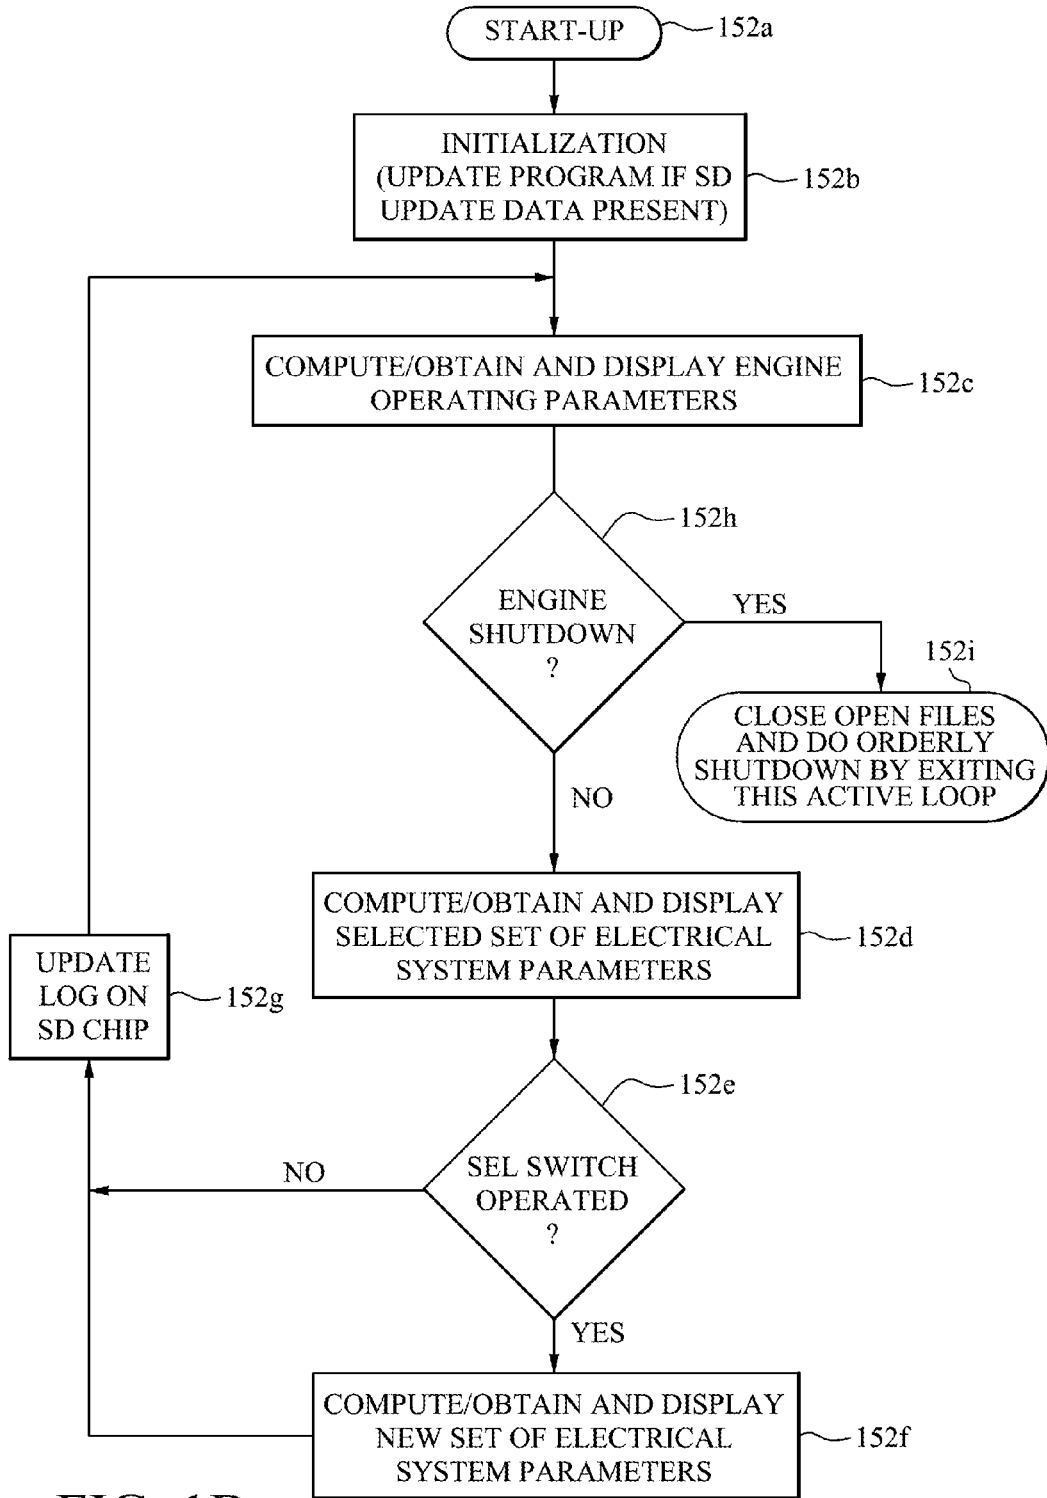 START-UP
152a
INITIALIZATION
(UPDATE PROGRAM IF SD
UPDATE DATA PRESENT)
152b
COMPUTE/OBTAIN AND DISPLAY ENGINE
OPERATING PARAMETERS
152c
152h
ENGINE
SHUTDOWN
?
YES
152i
CLOSE OPEN FILES
AND DO ORDERLY
SHUTDOWN BY EXITING
THIS ACTIVE LOOP
NO
COMPUTE/OBTAIN AND DISPLAY
SELECTED SET OF ELECTRICAL
SYSTEM PARAMETERS
152d
UPDATE
LOG ON
SD CHIP
152g
152e
SEL SWITCH
OPERATED
?
NO
YES
COMPUTE/OBTAIN AND DISPLAY
NEW SET OF ELECTRICAL
SYSTEM PARAMETERS
152f